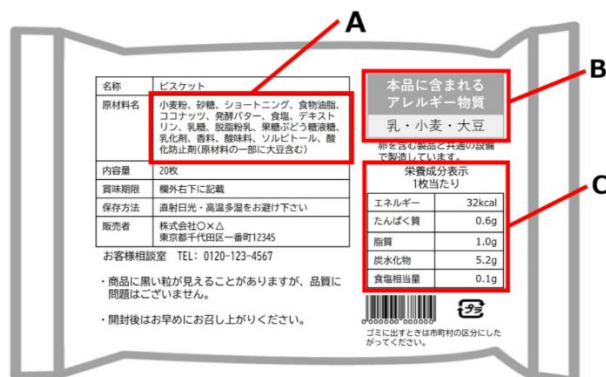 A
B
C
名称 ビスケット
原材料名 小麦粉、砂糖、ショートニング、食物油脂、
ココナッツ、発酵バター、食塩、デキスト
リン、乳糖、脱脂粉乳、果糖ぶどう糖液糖、
乳化剤、香料、酸味料、ソルビトール、酸
化防止剤(原材料の一部に大豆含む)
内容量 20枚
賞味期限 欄外右下に記載
保存方法 直射日光・高温多湿をお避け下さい
販売者 株式会社〇×△
東京都千代田区一番町12345
お客様相談室 TEL: 0120-123-4567
・商品に黒い粒が見えることがありますが、品質に
問題はございません。
・開封後はお早めにお召し上がりください。
本品に含まれる
アレルギー物質
乳・小麦・大豆
卵を含む製品と共通の設備
で製造しています。
栄養成分表示
1枚当たり
エネルギー 32kcal
たんぱく質 0.6g
脂質 1.0g
炭水化物 5.2g
食塩相当量 0.1g
0 000000 000000
プラ
ゴミに出すときは市町村の区分にした
がってください。